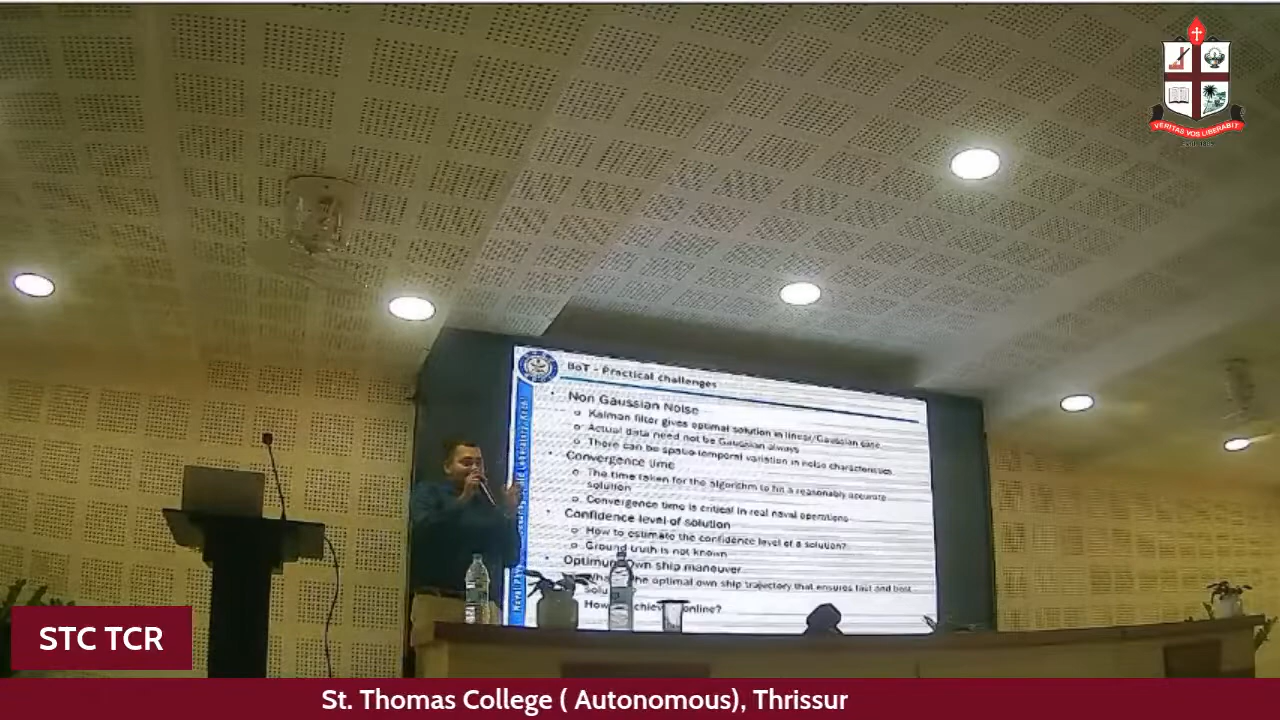 VERITAS VOS LIBERABIT
BoT - Practical challenges
Non Gaussian Noise
Kalman filter gives optimal solution in linear/Gaussian case
Actual data need not be Gaussian always
There can be spatio-temporal variation in noise characteristics
Convergence time
The time taken for the algorithm to hit a reasonably accurate
solution
Convergence time is critical in real naval operations
Confidence level of solution
How to estimate the confidence level of a solution?
Ground truth is not known
Optimum own ship maneuver
the optimal own ship trajectory that ensures fast and best
How online?
STC TCR
St. Thomas College ( Autonomous), Thrissur